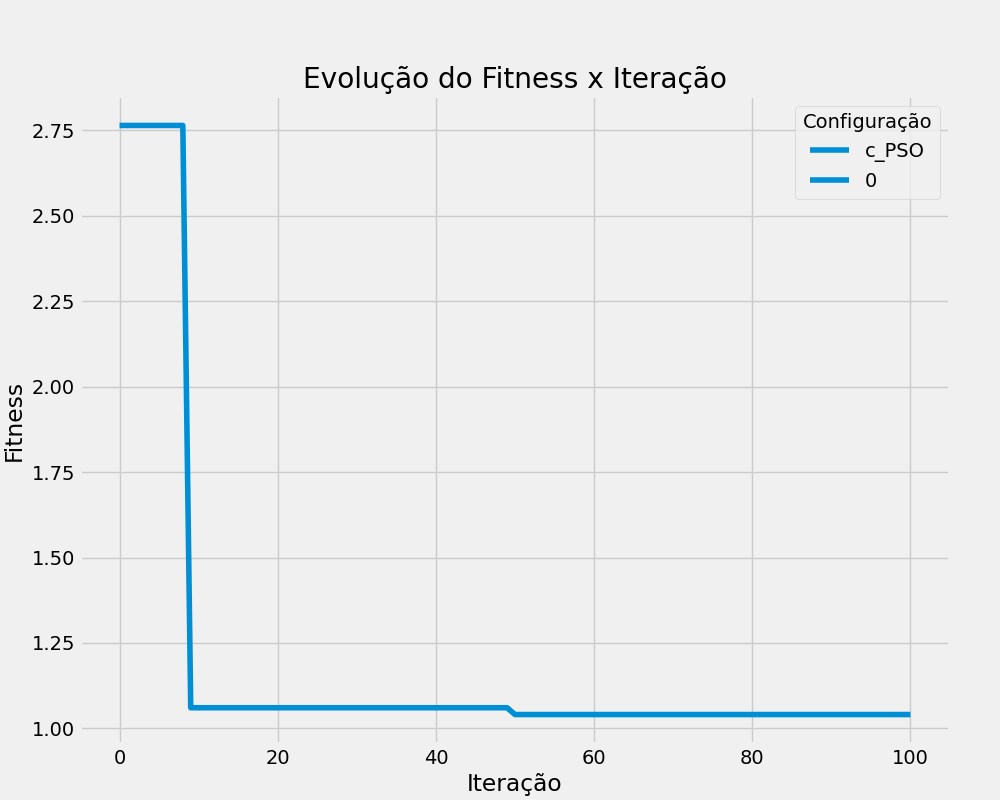 Evolução do Fitness x Iteração
Configuração
c_PSO
0
2.75
2.50
2.25
2.00
1.75
1.50
1.25
1.00
Fitness
0 20 40 60 80 100
Iteração